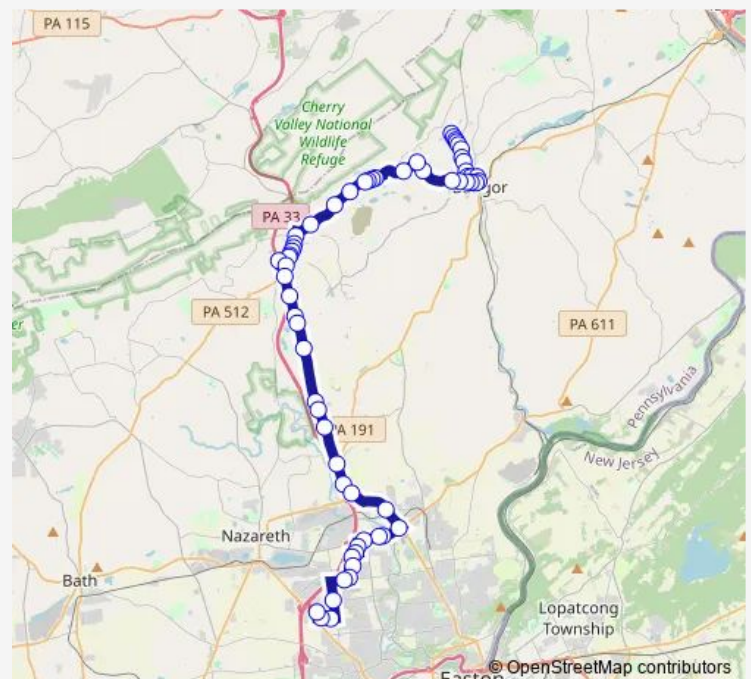 PA 115
Cherry
Valley National
Wildlife
Refuge
PA 33
PA 512
PA 611
PA 191
Pennsylvania
New Jersey
Nazareth
Bath
Lopatcong
Township
Easton
© OpenStreetMap contributors